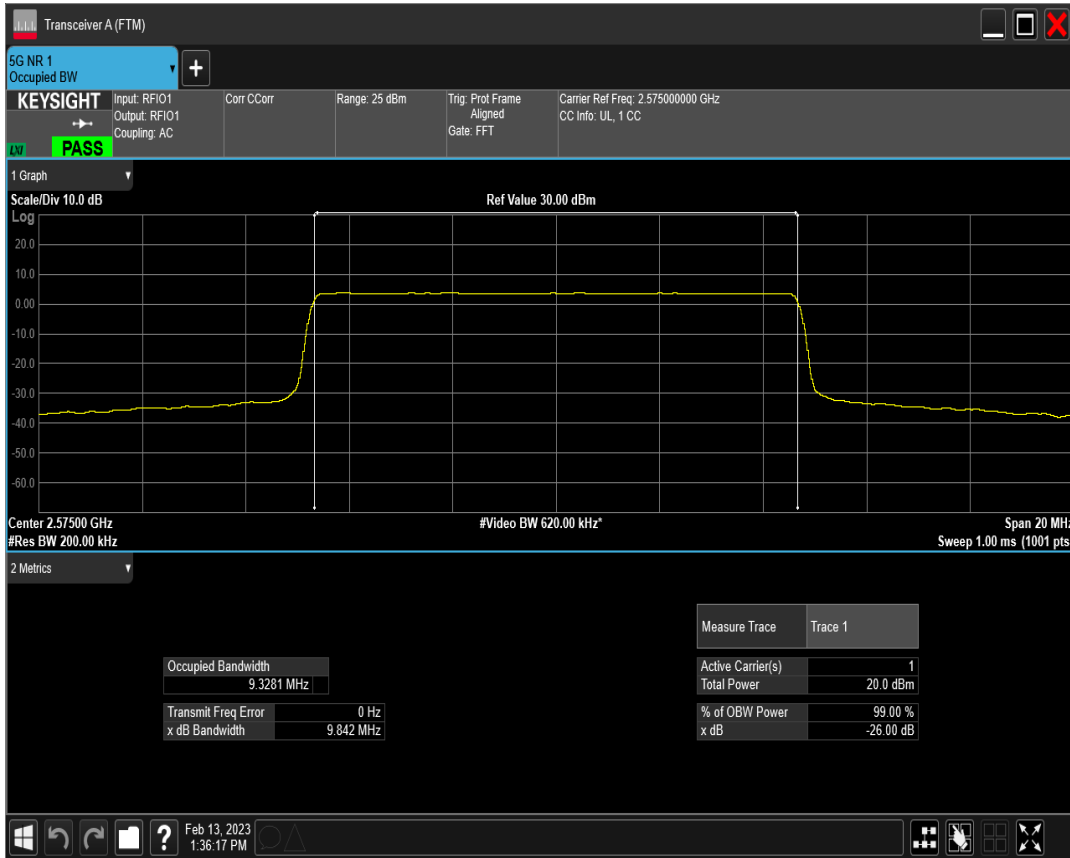 Transceiver A (FTM)
5G NR 1
Occupied BW
+
KEYSIGHT
LXI
PASS
Input: RFIO1
Output: RFIO1
Coupling: AC
Corr CCorr
Range: 25 dBm
Trig: Prot Frame
Aligned
Gate: FFT
Carrier Ref Freq: 2.575000000 GHz
CC Info: UL, 1 CC
1 Graph
Scale/Div 10.0 dB
Ref Value 30.00 dBm
Log
20.0
10.0
0.00
-10.0
-20.0
-30.0
-40.0
-50.0
-60.0
Center 2.57500 GHz
#Video BW 620.00 kHz*
Span 20 MHz
#Res BW 200.00 kHz
Sweep 1.00 ms (1001 pts
2 Metrics
Measure Trace Trace 1
Occupied Bandwidth
9.3281 MHz
Active Carrier(s) 1
Total Power 20.0 dBm
Transmit Freq Error 0 Hz
x dB Bandwidth 9.842 MHz
% of OBW Power 99.00 %
x dB -26.00 dB
?
Feb 13, 2023
1:36:17 PM